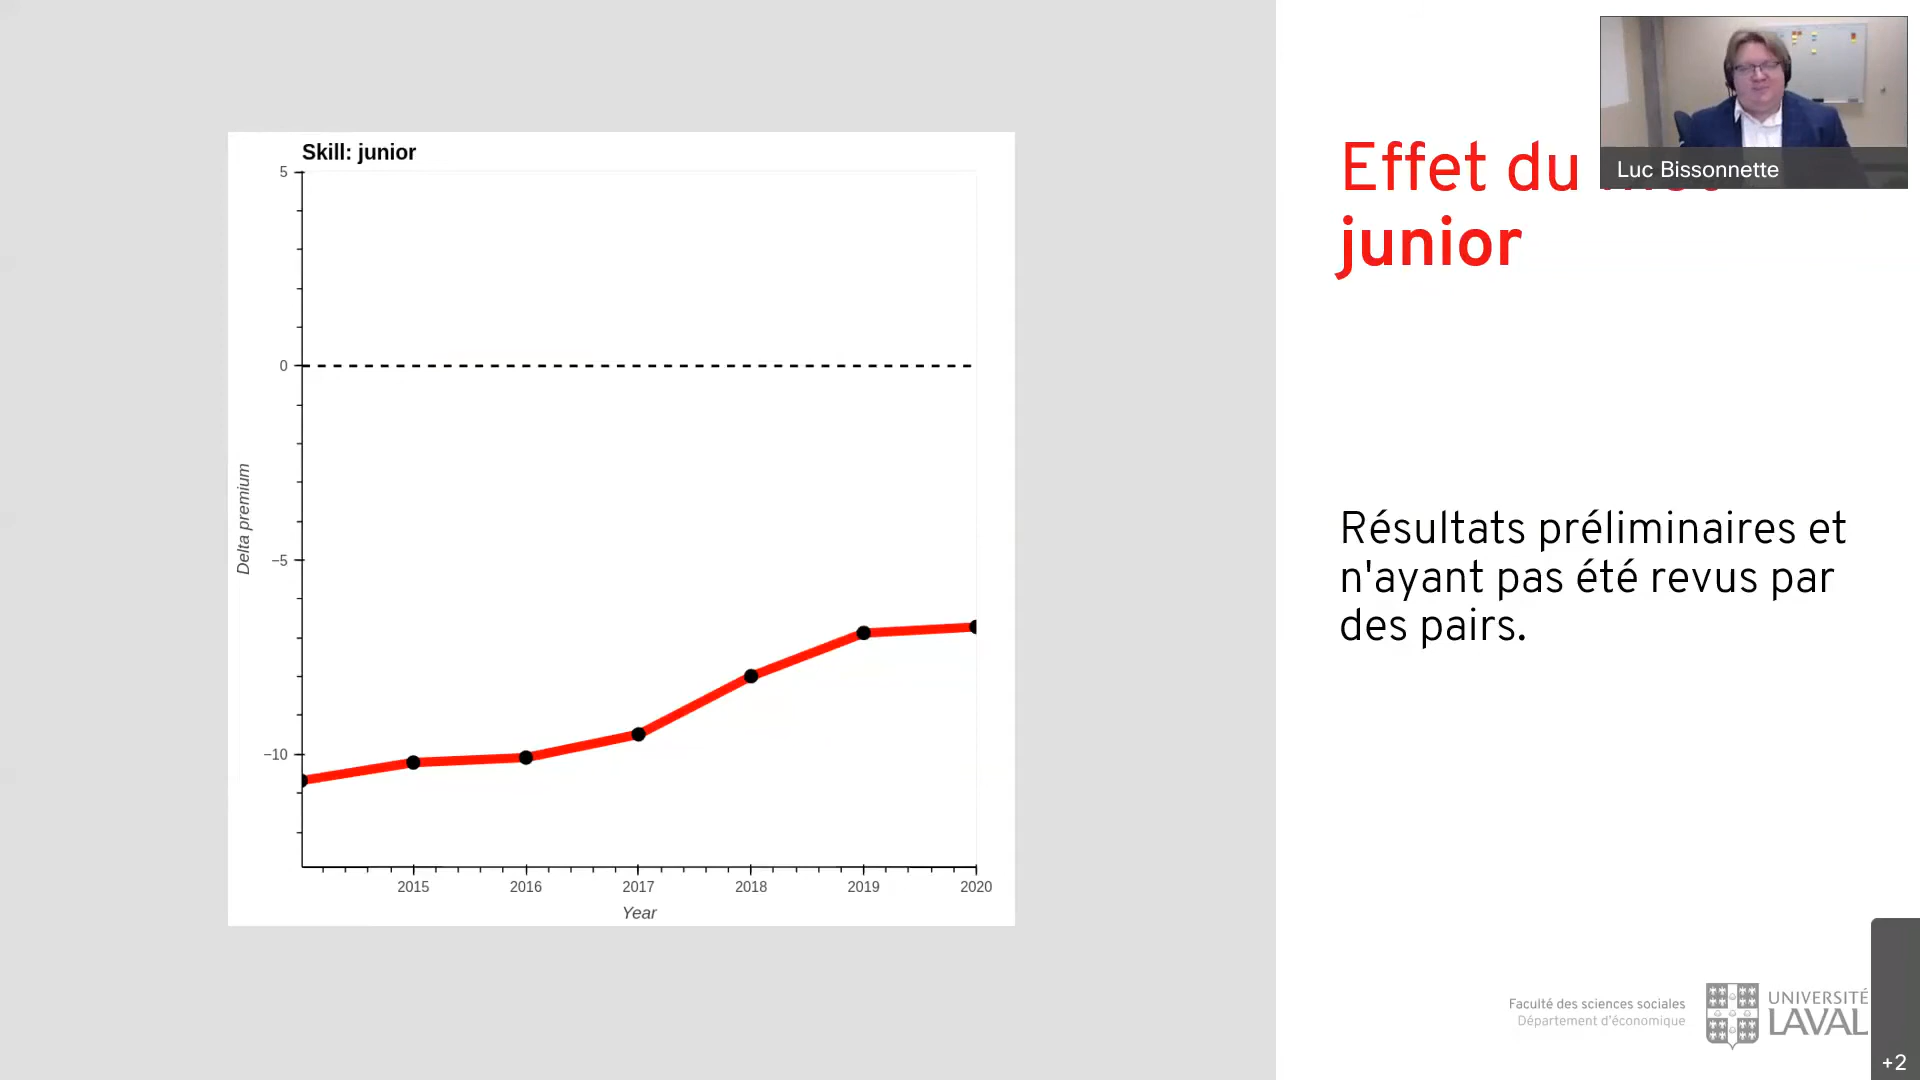 Skill: junior
5
0
−5
−10
Delta premium
2015 2016 2017 2018 2019 2020
Year
Effet du
junior
Luc Bissonnette
Résultats préliminaires et
n'ayant pas été revus par
des pairs.
Faculté des sciences sociales
Département d'économique
UNIVERSITÉ
LAVAL
+2